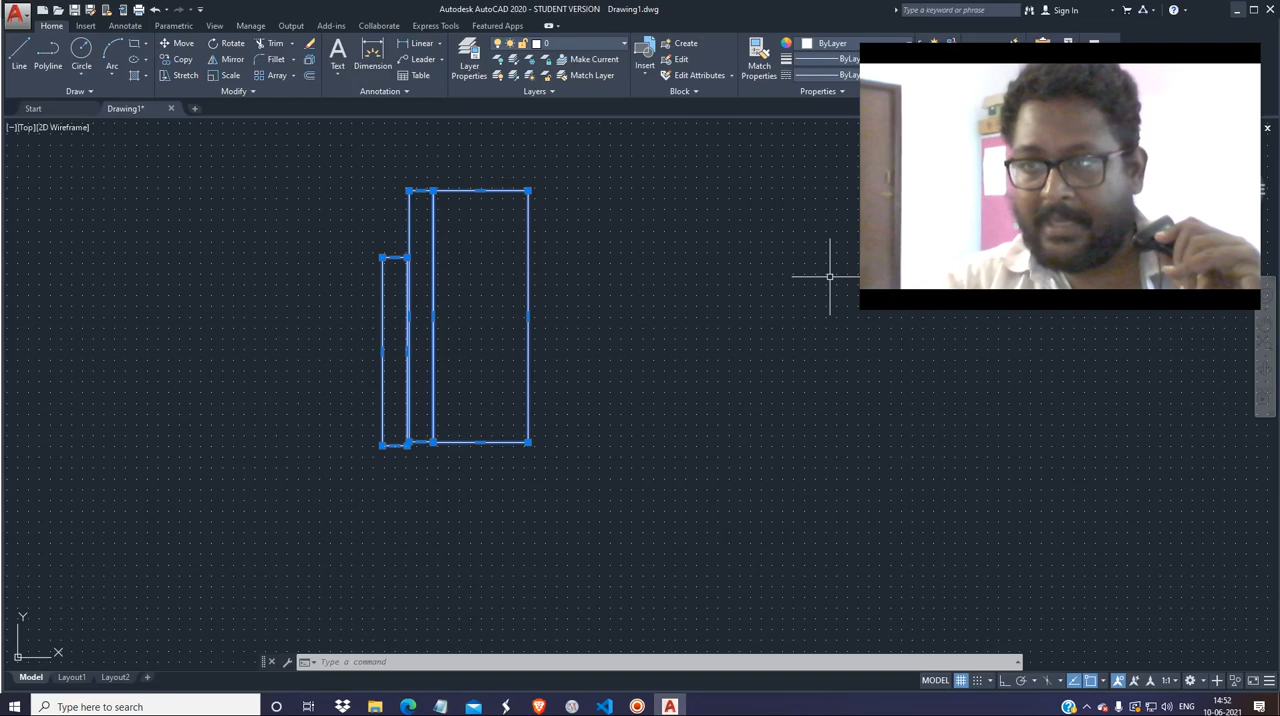 Autodesk AutoCAD 2020 - STUDENT VERSION Drawing1.dwg
Type a keyword or phrase
Sign In
Home Insert Annotate Parametric View Manage Output Add-ins Collaborate Express Tools Featured Apps
Line Polyline Circle Arc
Move Rotate Trim
Copy Mirror Fillet
Stretch Scale Array
Text Dimension
Linear
Leader
Table
Layer
Properties
0
Make Current
Match Layer
Insert
Create
Edit
Edit Attributes
Match
Properties
ByLayer
ByLay
ByLay
Draw Modify Annotation Layers Block Properties
Start Drawing1*
[−][Top][2D Wireframe]
Y
X
Type a command
Model Layout1 Layout2
MODEL
1:1
Type here to search
ENG
14:52
10-06-2021